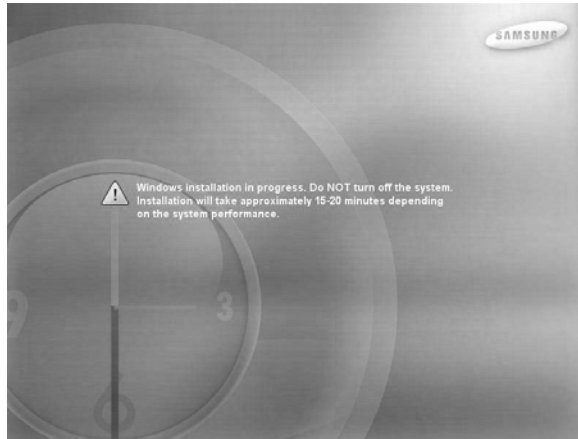 SAMSUNG
Windows installation in progress. Do NOT turn off the system.
Installation will take approximately 15-20 minutes depending
on the system performance.
9
3
6